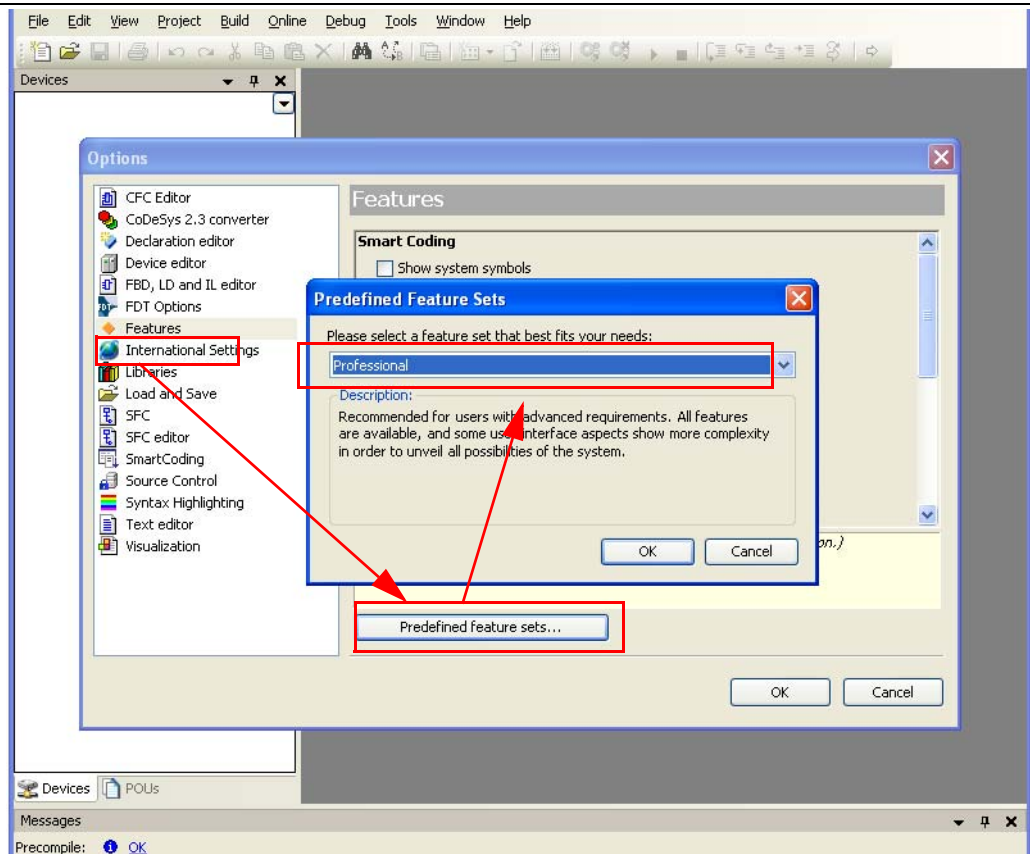 File Edit View Project Build Online Debug Tools Window Help
Devices
Options
CFC Editor
CoDeSys 2.3 converter
Declaration editor
Device editor
FBD, LD and IL editor
FDT Options
Features
International Settings
Libraries
Load and Save
SFC
SFC editor
SmartCoding
Source Control
Syntax Highlighting
Text editor
Visualization
Features
Smart Coding
Show system symbols
Predefined Feature Sets
Please select a feature set that best fits your needs:
Professional
Description:
Recommended for users with advanced requirements. All features
are available, and some user interface aspects show more complexity
in order to unveil all possibilities of the system.
OK Cancel
on.)
Predefined feature sets...
OK Cancel
Devices POUs
Messages
Precompile: OK